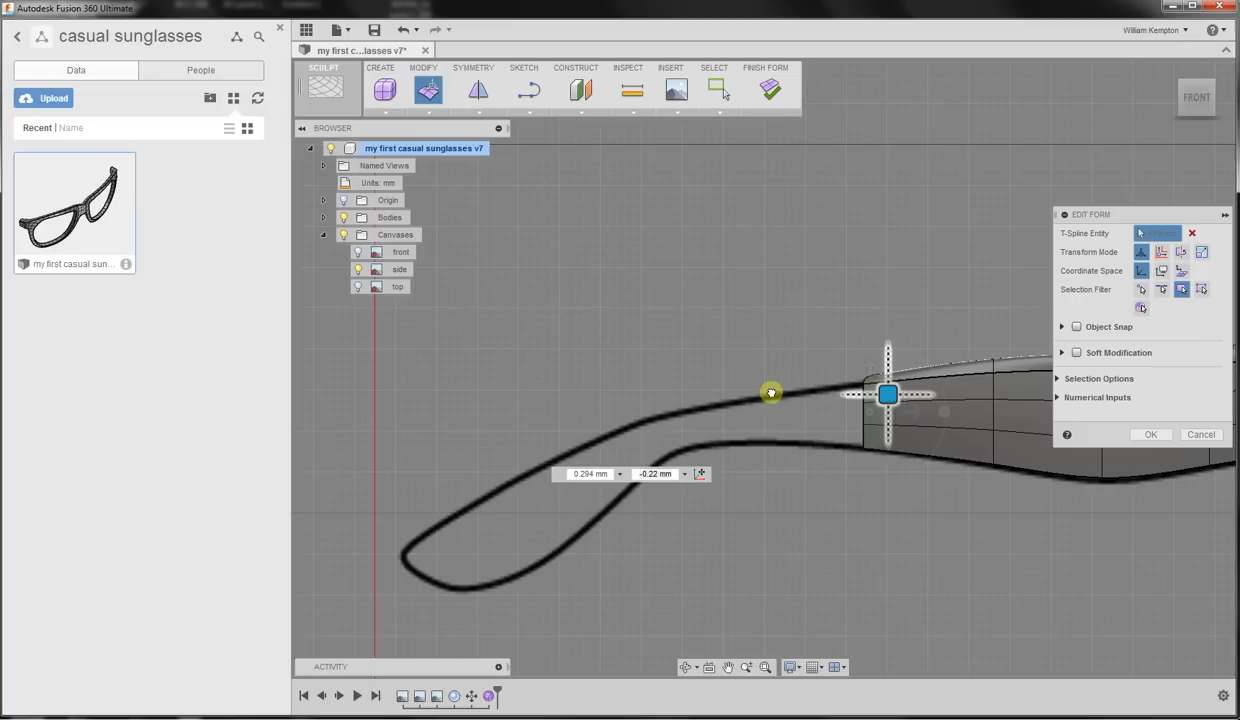 Autodesk Fusion 360 Ultimate
casual sunglasses
William Kempton
my first c...lasses v7*
Data
People
SCULPT
CREATE
MODIFY
SYMMETRY
SKETCH
CONSTRUCT
INSPECT
INSERT
SELECT
FINISH FORM
Upload
FRONT
Recent | Name
BROWSER
my first casual sunglasses v7
Named Views
Units: mm
Origin
Bodies
Canvases
front
side
top
my first casual sun...
EDIT FORM
T-Spline Entity
Transform Mode
Coordinate Space
Selection Filter
Object Snap
Soft Modification
Selection Options
Numerical Inputs
OK
Cancel
0.294 mm
-0.22 mm
ACTIVITY